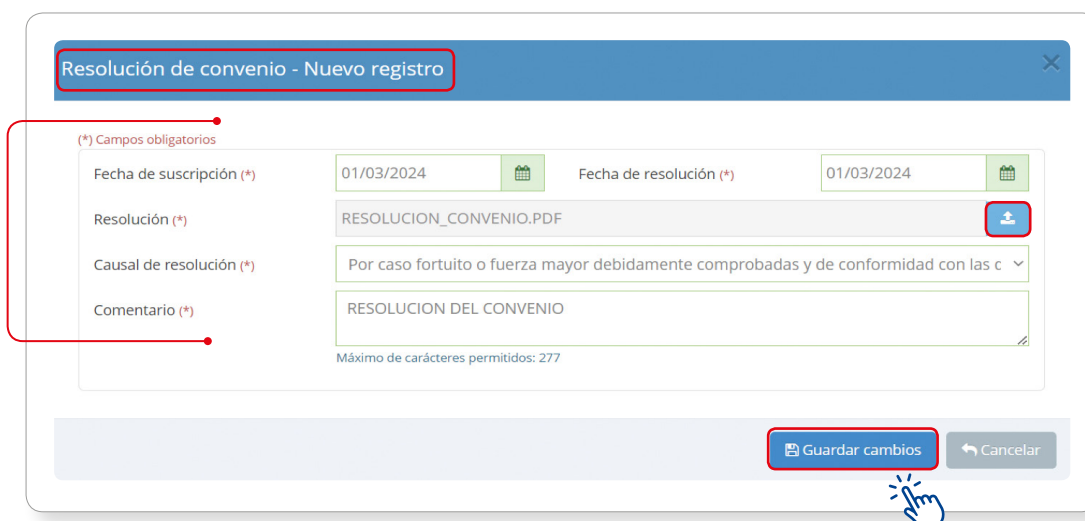 Resolución de convenio - Nuevo registro
(*) Campos obligatorios
Fecha de suscripción (*) 01/03/2024 Fecha de resolución (*) 01/03/2024
Resolución (*) RESOLUCION_CONVENIO.PDF
Causal de resolución (*) Por caso fortuito o fuerza mayor debidamente comprobadas y de conformidad con las
Comentario (*) RESOLUCION DEL CONVENIO
Máximo de carácteres permitidos: 277
Guardar cambios Cancelar